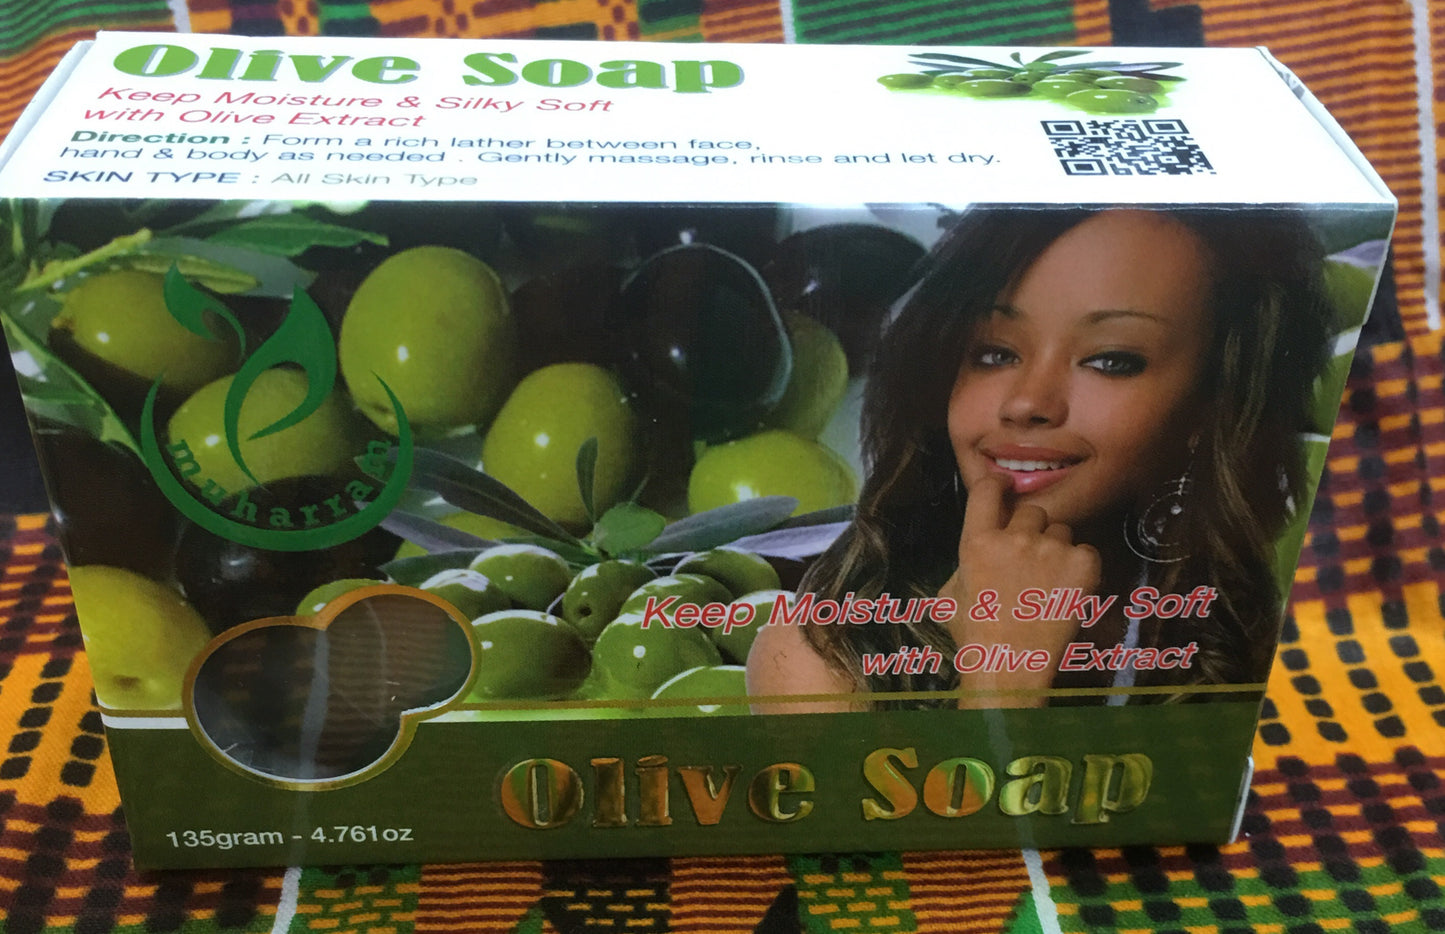 Olive Soap
Keep Moisture & Silky Soft
with Olive Extract
Direction : Form a rich lather between face,
hand & body as needed . Gently massage, rinse and let dry.
SKIN TYPE : All Skin Type
muharram
Keep Moisture & Silky Soft
with Olive Extract
Olive Soap
135gram - 4.761oz